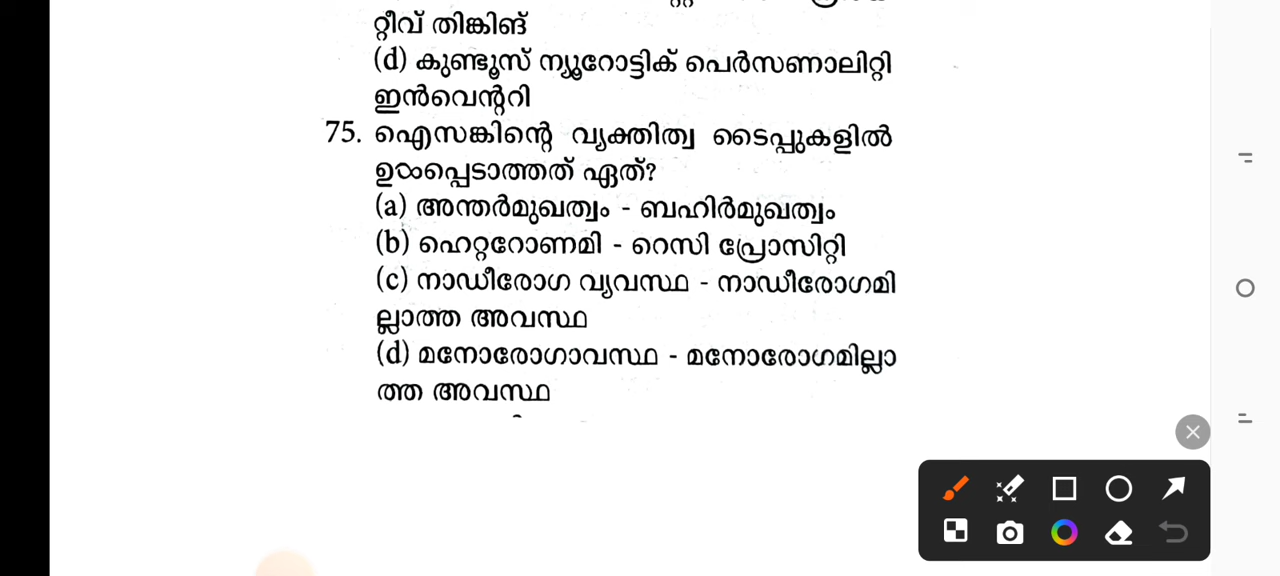 റ്റീവ് തിങ്കിങ്
(d) കുണ്ടൂസ് ന്യൂറോട്ടിക് പെർസണാലിറ്റി
ഇൻവെന്ററി
75. ഐസങ്കിന്റെ വ്യക്തിത്വ ടൈപ്പുകളിൽ
ഉൾപ്പെടാത്തത് ഏത്?
(a) അന്തർമുഖത്വം - ബഹിർമുഖത്വം
(b) ഹെറ്ററോണമി - റെസി പ്രോസിറ്റി
(c) നാഡീരോഗ വ്യവസ്ഥ - നാഡീരോഗമി
ല്ലാത്ത അവസ്ഥ
(d) മനോരോഗാവസ്ഥ - മനോരോഗമില്ലാ
ത്ത അവസ്ഥ